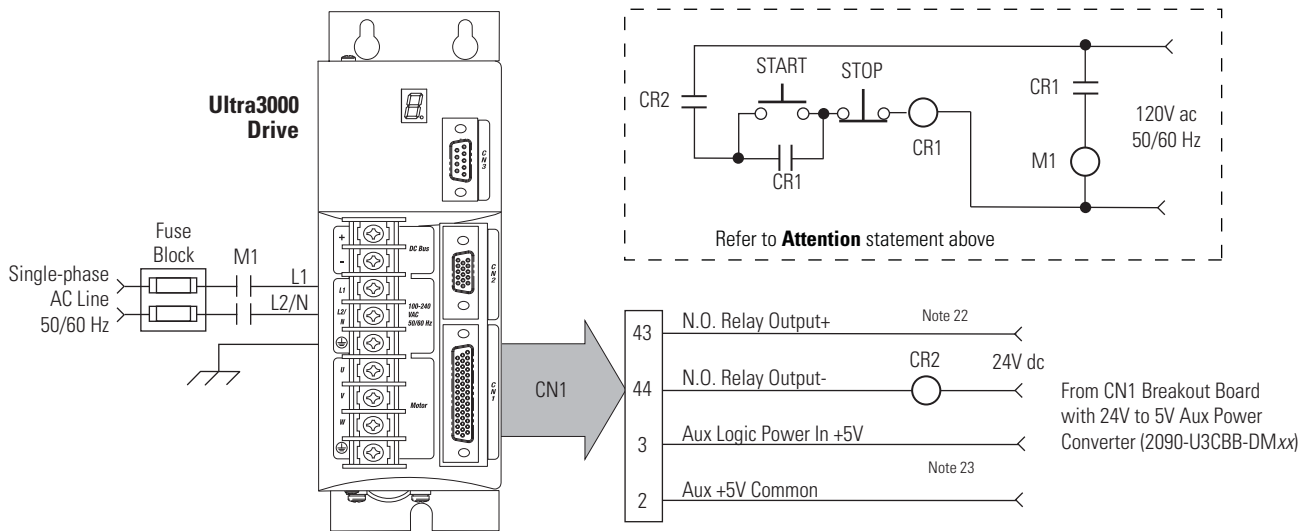 Ultra3000
Drive
CN3
Fuse
Block
M1
L1
L2/N
Single-phase
AC Line
50/60 Hz
+
-
DC Bus
L1
L2/
N
100-240
VAC
50/60 Hz
U
V
W
Motor
CN2
CN1
CN1
CR2
START
STOP
CR1
CR1
CR1
M1
120V ac
50/60 Hz
Refer to Attention statement above
43
N.O. Relay Output+
Note 22
44
N.O. Relay Output-
CR2
24V dc
3
Aux Logic Power In +5V
Note 23
2
Aux +5V Common
From CN1 Breakout Board
with 24V to 5V Aux Power
Converter (2090-U3CBB-DMxx)